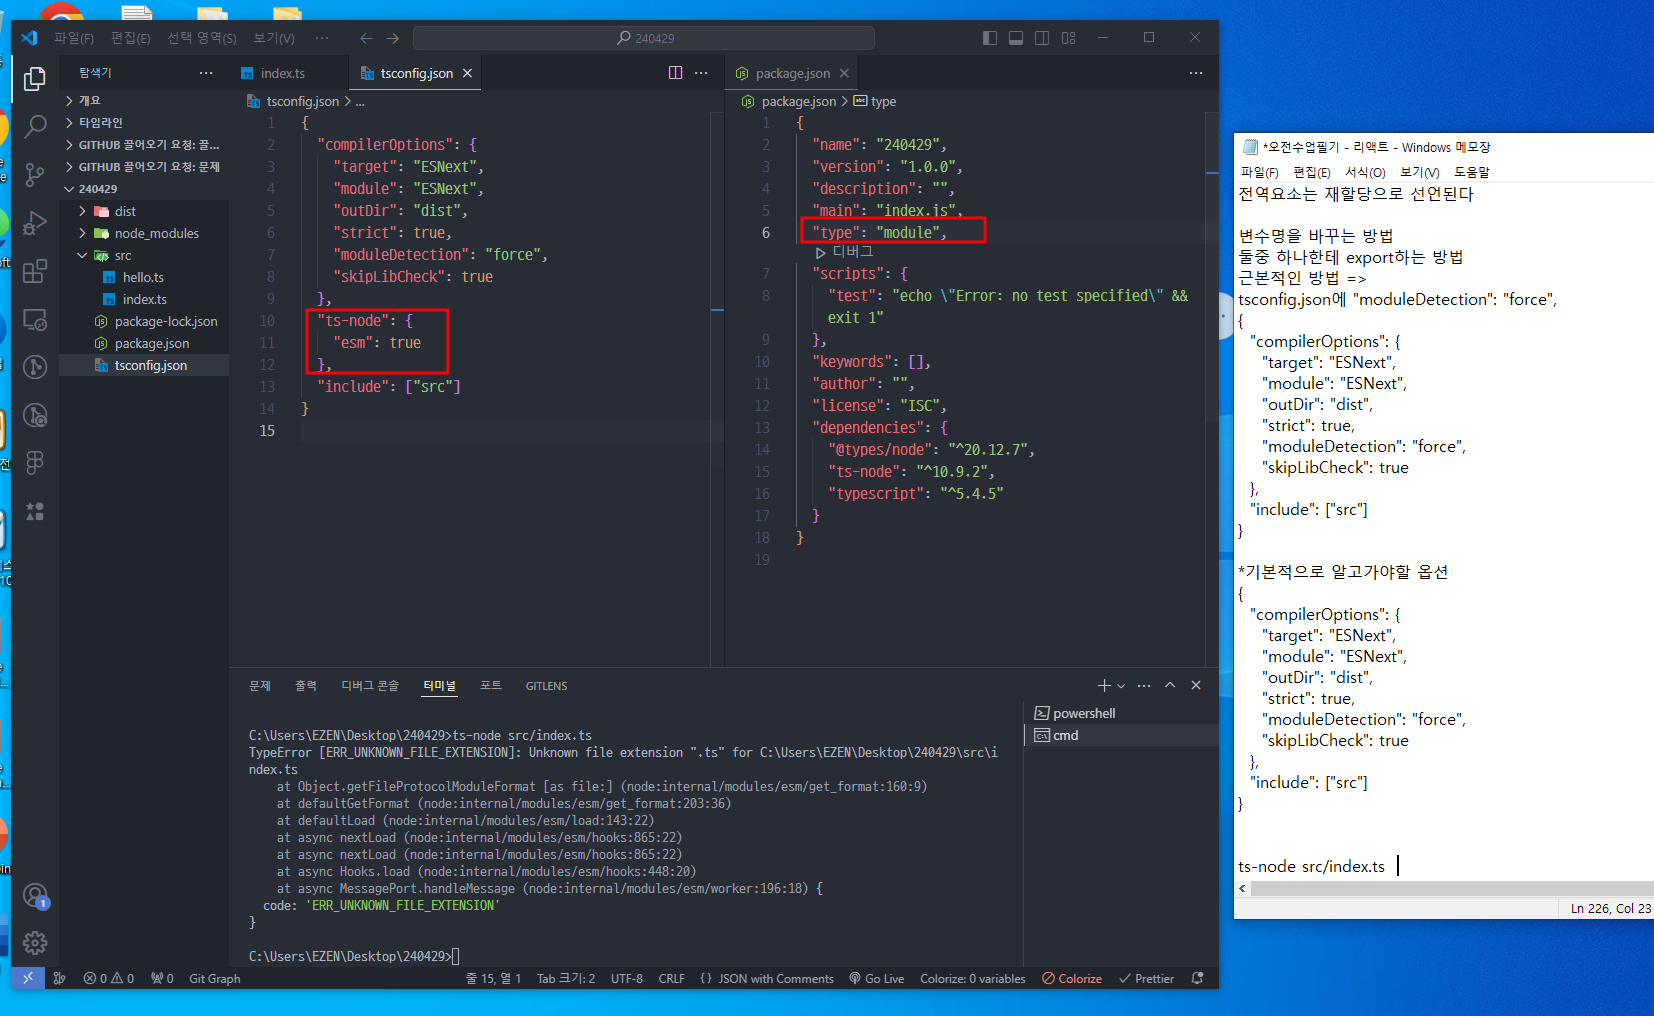 파일(F) 편집(E) 선택 영역(S) 보기(V) ···
240429
탐색기 ···
개요
타임라인
GITHUB 끌어오기 요청: 끌...
GITHUB 끌어오기 요청: 문제
240429
dist
node_modules
src
hello.ts
index.ts
package-lock.json
package.json
tsconfig.json
index.ts
tsconfig.json
tsconfig.json > ...
1 {
2 "compilerOptions": {
3 "target": "ESNext",
4 "module": "ESNext",
5 "outDir": "dist",
6 "strict": true,
7 "moduleDetection": "force",
8 "skipLibCheck": true
9 },
10 "ts-node": {
11 "esm": true
12 },
13 "include": ["src"]
14 }
15
package.json
package.json > type
1 {
2 "name": "240429",
3 "version": "1.0.0",
4 "description": "",
5 "main": "index.js",
6 "type": "module",
디버그
7 "scripts": {
8 "test": "echo \"Error: no test specified\" &&
exit 1"
9 },
10 "keywords": [],
11 "author": "",
12 "license": "ISC",
13 "dependencies": {
14 "@types/node": "^20.12.7",
15 "ts-node": "^10.9.2",
16 "typescript": "^5.4.5"
17 }
18 }
19
문제 출력 디버그 콘솔 터미널 포트 GITLENS
powershell
cmd
C:\Users\EZEN\Desktop\240429>ts-node src/index.ts
TypeError [ERR_UNKNOWN_FILE_EXTENSION]: Unknown file extension ".ts" for C:\Users\EZEN\Desktop\240429\src\i
ndex.ts
at Object.getFileProtocolModuleFormat [as file:] (node:internal/modules/esm/get_format:160:9)
at defaultGetFormat (node:internal/modules/esm/get_format:203:36)
at defaultLoad (node:internal/modules/esm/load:143:22)
at async nextLoad (node:internal/modules/esm/hooks:865:22)
at async nextLoad (node:internal/modules/esm/hooks:865:22)
at async Hooks.load (node:internal/modules/esm/hooks:448:20)
at async MessagePort.handleMessage (node:internal/modules/esm/worker:196:18) {
code: 'ERR_UNKNOWN_FILE_EXTENSION'
}
C:\Users\EZEN\Desktop\240429>
1
0 0 0 Git Graph 줄 15, 열 1 Tab 크기: 2 UTF-8 CRLF {} JSON with Comments Go Live Colorize: 0 variables Colorize Prettier
*오전수업필기 - 리액트 - Windows 메모장
파일(F) 편집(E) 서식(O) 보기(V) 도움말
전역요소는 재할당으로 선언된다
변수명을 바꾸는 방법
둘중 하나한테 export하는 방법
근본적인 방법 =>
tsconfig.json에 "moduleDetection": "force",
{
"compilerOptions": {
"target": "ESNext",
"module": "ESNext",
"outDir": "dist",
"strict": true,
"moduleDetection": "force",
"skipLibCheck": true
},
"include": ["src"]
}
*기본적으로 알고가야할 옵션
{
"compilerOptions": {
"target": "ESNext",
"module": "ESNext",
"outDir": "dist",
"strict": true,
"moduleDetection": "force",
"skipLibCheck": true
},
"include": ["src"]
}
ts-node src/index.ts
Ln 226, Col 23